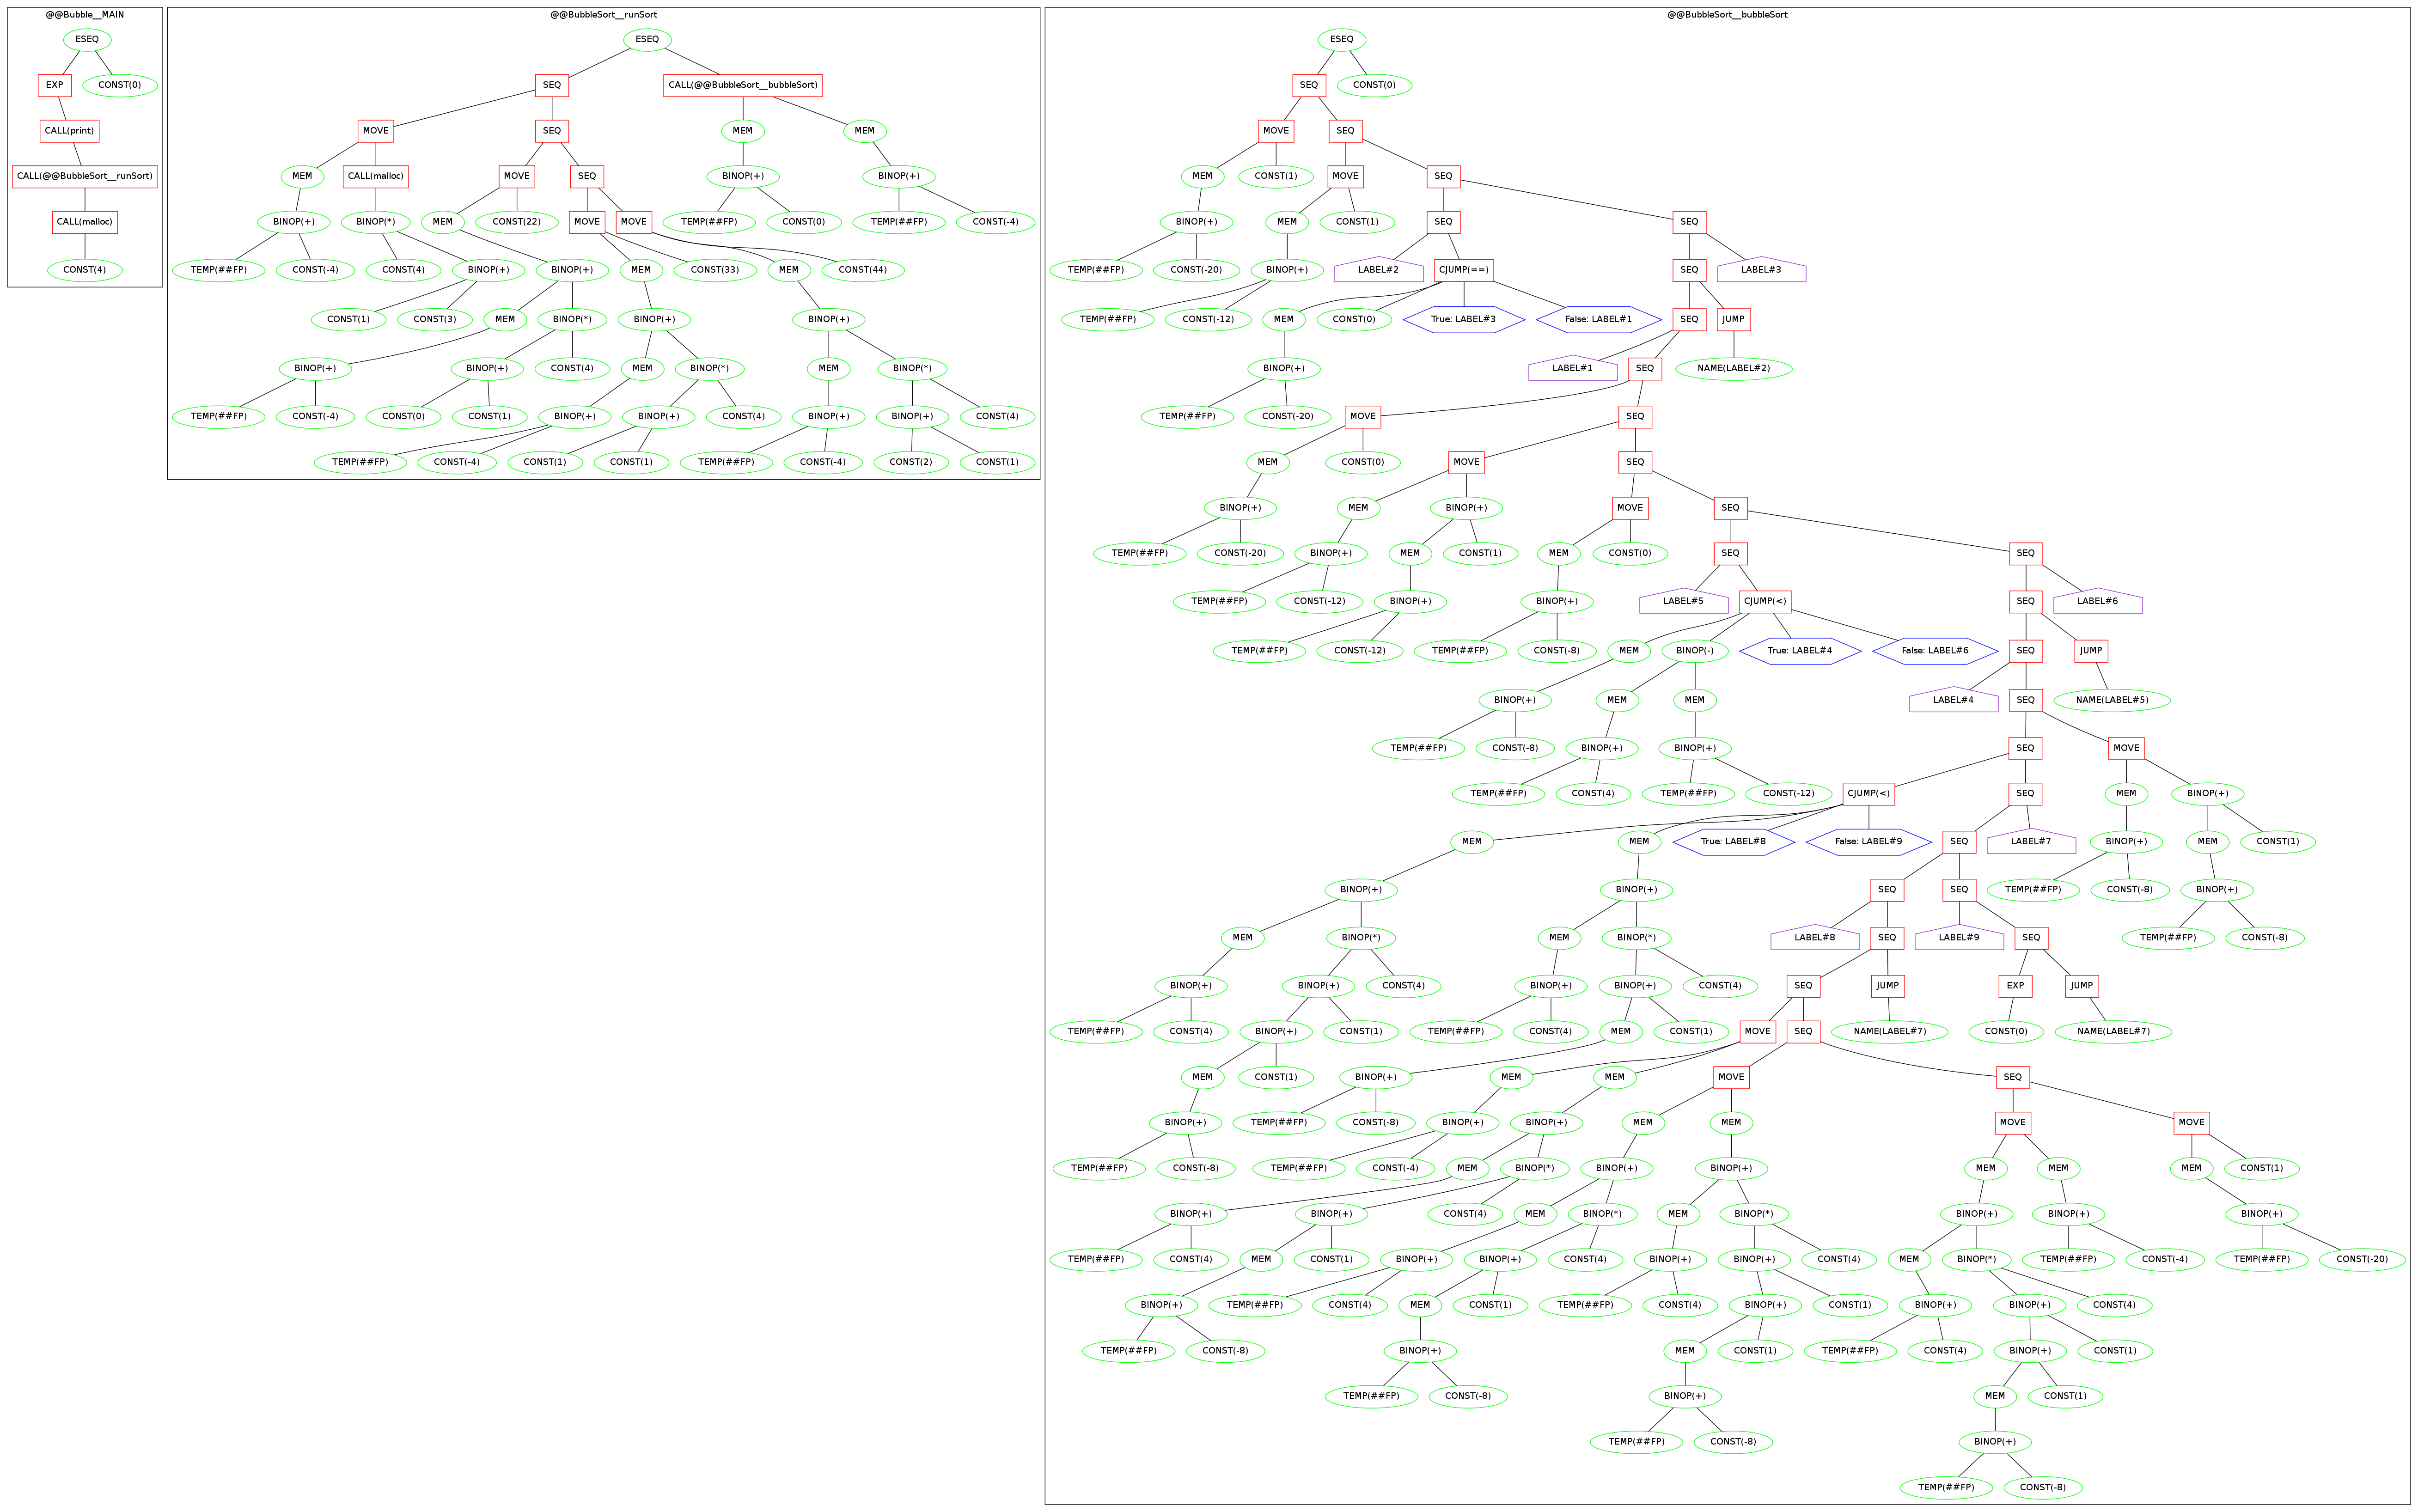 @@Bubble__MAIN
ESEQ
EXP CONST(0)
CALL(print)
CALL(@@BubbleSort__runSort)
CALL(malloc)
CONST(4)
@@BubbleSort__runSort
ESEQ
SEQ CALL(@@BubbleSort__bubbleSort)
MOVE SEQ MEM MEM
MEM CALL(malloc) MOVE SEQ BINOP(+) BINOP(+)
BINOP(+) BINOP(*) MEM CONST(22) MOVE MOVE TEMP(##FP) CONST(0) TEMP(##FP) CONST(-4)
TEMP(##FP) CONST(-4) CONST(4) BINOP(+) BINOP(+) MEM CONST(33) MEM CONST(44)
CONST(1) CONST(3) MEM BINOP(*) BINOP(+) BINOP(+)
BINOP(+) BINOP(+) CONST(4) MEM BINOP(*) MEM BINOP(*)
TEMP(##FP) CONST(-4) CONST(0) CONST(1) BINOP(+) BINOP(+) CONST(4) BINOP(+) BINOP(+) CONST(4)
TEMP(##FP) CONST(-4) CONST(1) CONST(1) TEMP(##FP) CONST(-4) CONST(2) CONST(1)
@@BubbleSort__bubbleSort
ESEQ
SEQ CONST(0)
MOVE SEQ
MEM CONST(1) MOVE SEQ
BINOP(+) MEM CONST(1) SEQ SEQ
TEMP(##FP) CONST(-20) BINOP(+) LABEL#2 CJUMP(==) SEQ LABEL#3
TEMP(##FP) CONST(-12) MEM CONST(0) True: LABEL#3 False: LABEL#1 SEQ JUMP
BINOP(+) LABEL#1 SEQ NAME(LABEL#2)
TEMP(##FP) CONST(-20) MOVE SEQ
MEM CONST(0) MOVE SEQ
BINOP(+) MEM BINOP(+) MOVE SEQ
TEMP(##FP) CONST(-20) BINOP(+) MEM CONST(1) MEM CONST(0) SEQ SEQ
TEMP(##FP) CONST(-12) BINOP(+) BINOP(+) LABEL#5 CJUMP(<) SEQ LABEL#6
TEMP(##FP) CONST(-12) TEMP(##FP) CONST(-8) MEM BINOP(-) True: LABEL#4 False: LABEL#6 SEQ JUMP
BINOP(+) MEM MEM LABEL#4 SEQ NAME(LABEL#5)
TEMP(##FP) CONST(-8) BINOP(+) BINOP(+) SEQ MOVE
TEMP(##FP) CONST(4) TEMP(##FP) CONST(-12) CJUMP(<) SEQ MEM BINOP(+)
MEM MEM True: LABEL#8 False: LABEL#9 SEQ LABEL#7 BINOP(+) MEM CONST(1)
BINOP(+) BINOP(+) SEQ SEQ TEMP(##FP) CONST(-8) BINOP(+)
MEM BINOP(*) MEM BINOP(*) LABEL#8 SEQ LABEL#9 SEQ TEMP(##FP) CONST(-8)
BINOP(+) BINOP(+) CONST(4) BINOP(+) BINOP(+) CONST(4) SEQ JUMP EXP JUMP
TEMP(##FP) CONST(4) BINOP(+) CONST(1) TEMP(##FP) CONST(4) MEM CONST(1) MOVE SEQ NAME(LABEL#7) CONST(0) NAME(LABEL#7)
MEM CONST(1) BINOP(+) MEM MEM MOVE SEQ
BINOP(+) TEMP(##FP) CONST(-8) BINOP(+) BINOP(+) MEM MEM MOVE MOVE
TEMP(##FP) CONST(-8) TEMP(##FP) CONST(-4) MEM BINOP(*) BINOP(+) BINOP(+) MEM MEM MEM CONST(1)
BINOP(+) BINOP(+) CONST(4) MEM BINOP(*) MEM BINOP(*) BINOP(+) BINOP(+) BINOP(+)
TEMP(##FP) CONST(4) MEM CONST(1) BINOP(+) BINOP(+) CONST(4) BINOP(+) BINOP(+) CONST(4) MEM BINOP(*) TEMP(##FP) CONST(-4) TEMP(##FP) CONST(-20)
BINOP(+) TEMP(##FP) CONST(4) MEM CONST(1) TEMP(##FP) CONST(4) BINOP(+) CONST(1) BINOP(+) BINOP(+) CONST(4)
TEMP(##FP) CONST(-8) BINOP(+) MEM CONST(1) TEMP(##FP) CONST(4) BINOP(+) CONST(1)
TEMP(##FP) CONST(-8) BINOP(+) MEM CONST(1)
TEMP(##FP) CONST(-8) BINOP(+)
TEMP(##FP) CONST(-8)